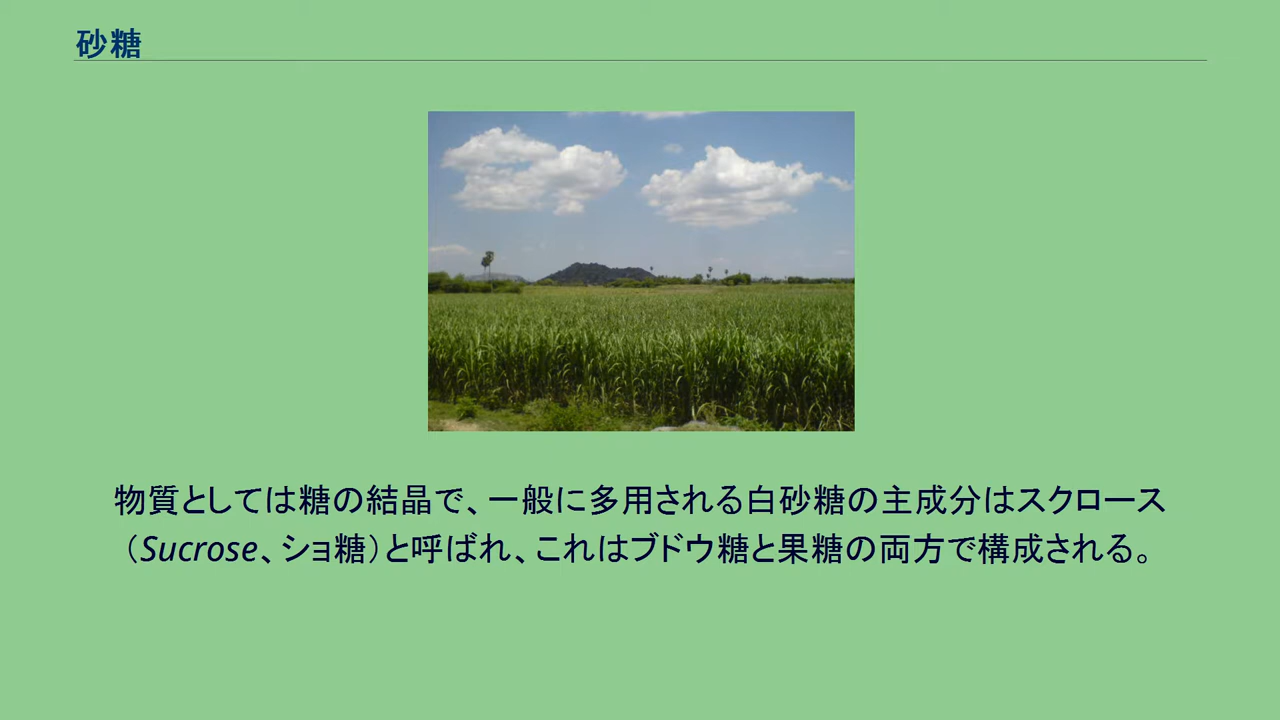 砂糖
物質としては糖の結晶で、一般に多用される白砂糖の主成分はスクロース
（Sucrose、ショ糖）と呼ばれ、これはブドウ糖と果糖の両方で構成される。